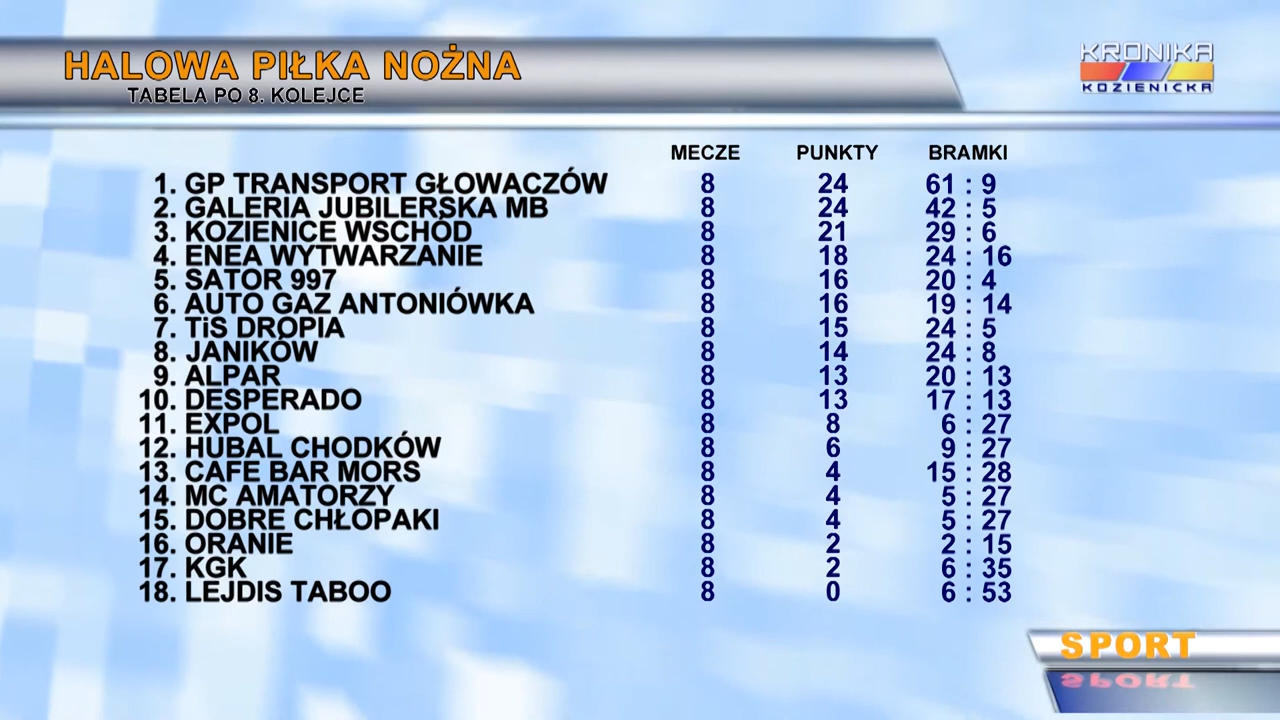 HALOWA PIŁKA NOŻNA
TABELA PO 8. KOLEJCE
KRONIKA
KOZIENICKA
MECZE PUNKTY BRAMKI
1. GP TRANSPORT GŁOWACZÓW 8 24 61 : 9
2. GALERIA JUBILERSKA MB 8 24 42 : 5
3. KOZIENICE WSCHÓD 8 21 29 : 6
4. ENEA WYTWARZANIE 8 18 24 : 16
5. SATOR 997 8 16 20 : 4
6. AUTO GAZ ANTONIÓWKA 8 16 19 : 14
7. TiS DROPIA 8 15 24 : 5
8. JANIKÓW 8 14 24 : 8
9. ALPAR 8 13 20 : 13
10. DESPERADO 8 13 17 : 13
11. EXPOL 8 8 6 : 27
12. HUBAL CHODKÓW 8 6 9 : 27
13. CAFE BAR MORS 8 4 15 : 28
14. MC AMATORZY 8 4 5 : 27
15. DOBRE CHŁOPAKI 8 4 5 : 27
16. ORANIE 8 2 2 : 15
17. KGK 8 2 6 : 35
18. LEJDIS TABOO 8 0 6 : 53
SPORT